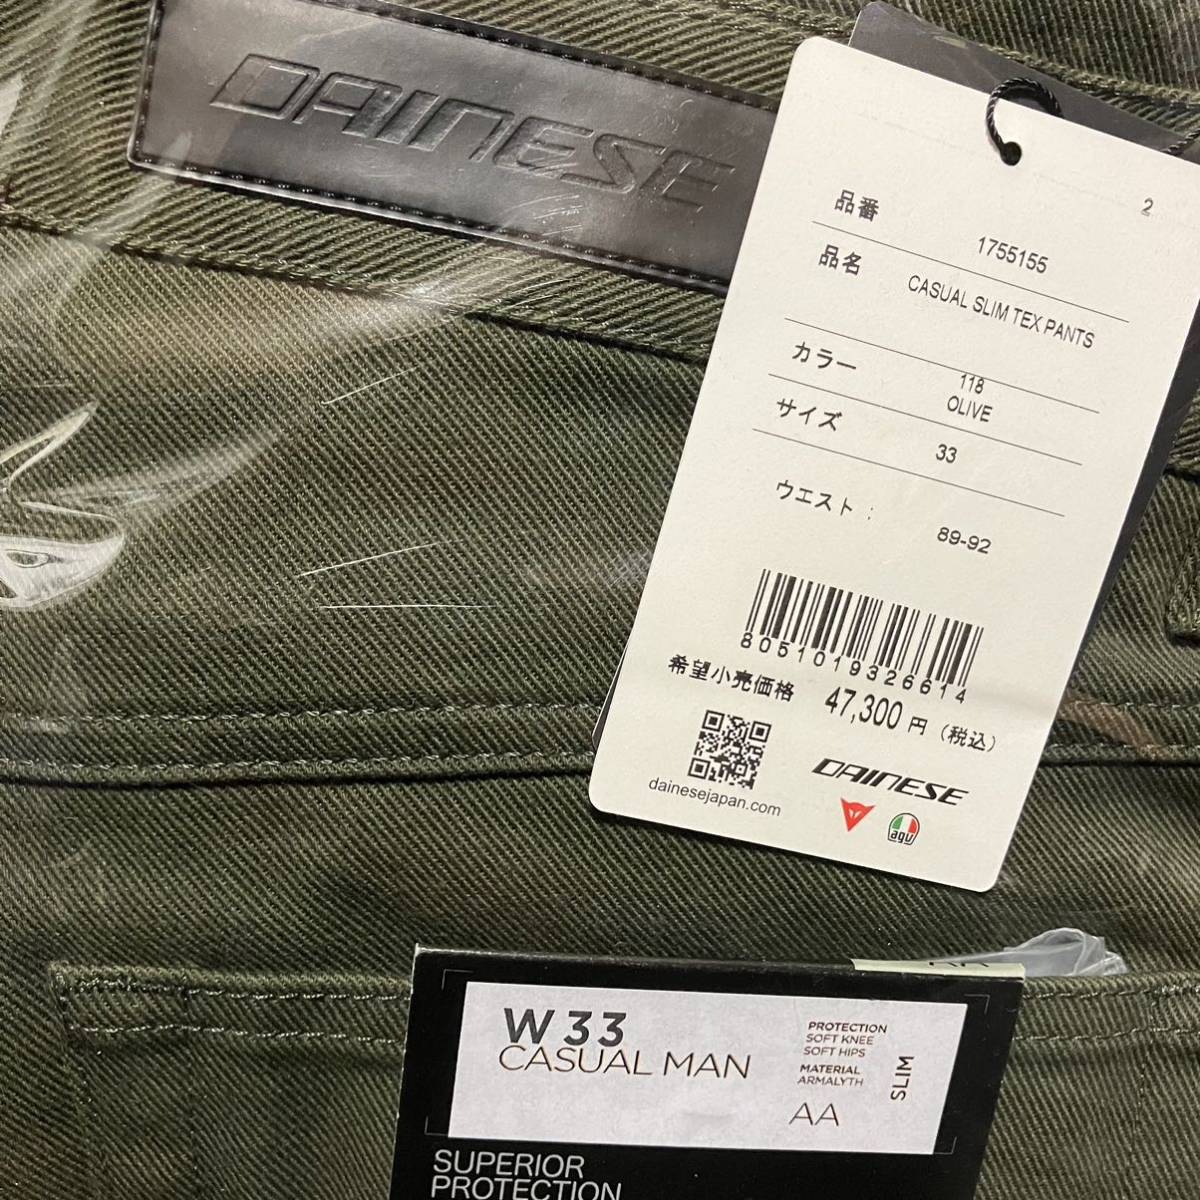 DAINESE
2
品番
1755155
品名
CASUAL SLIM TEX PANTS
カラー
118
OLIVE
サイズ
33
ウエスト :
89-92
8051019326614
希望小売価格 47,300円 (税込)
dainesejapan.com
DAINESE
agv
W33
CASUAL MAN
PROTECTION
SOFT KNEE
SOFT HIPS
MATERIAL
ARMALYTH
AA
SLIM
SUPERIOR
PROTECTION